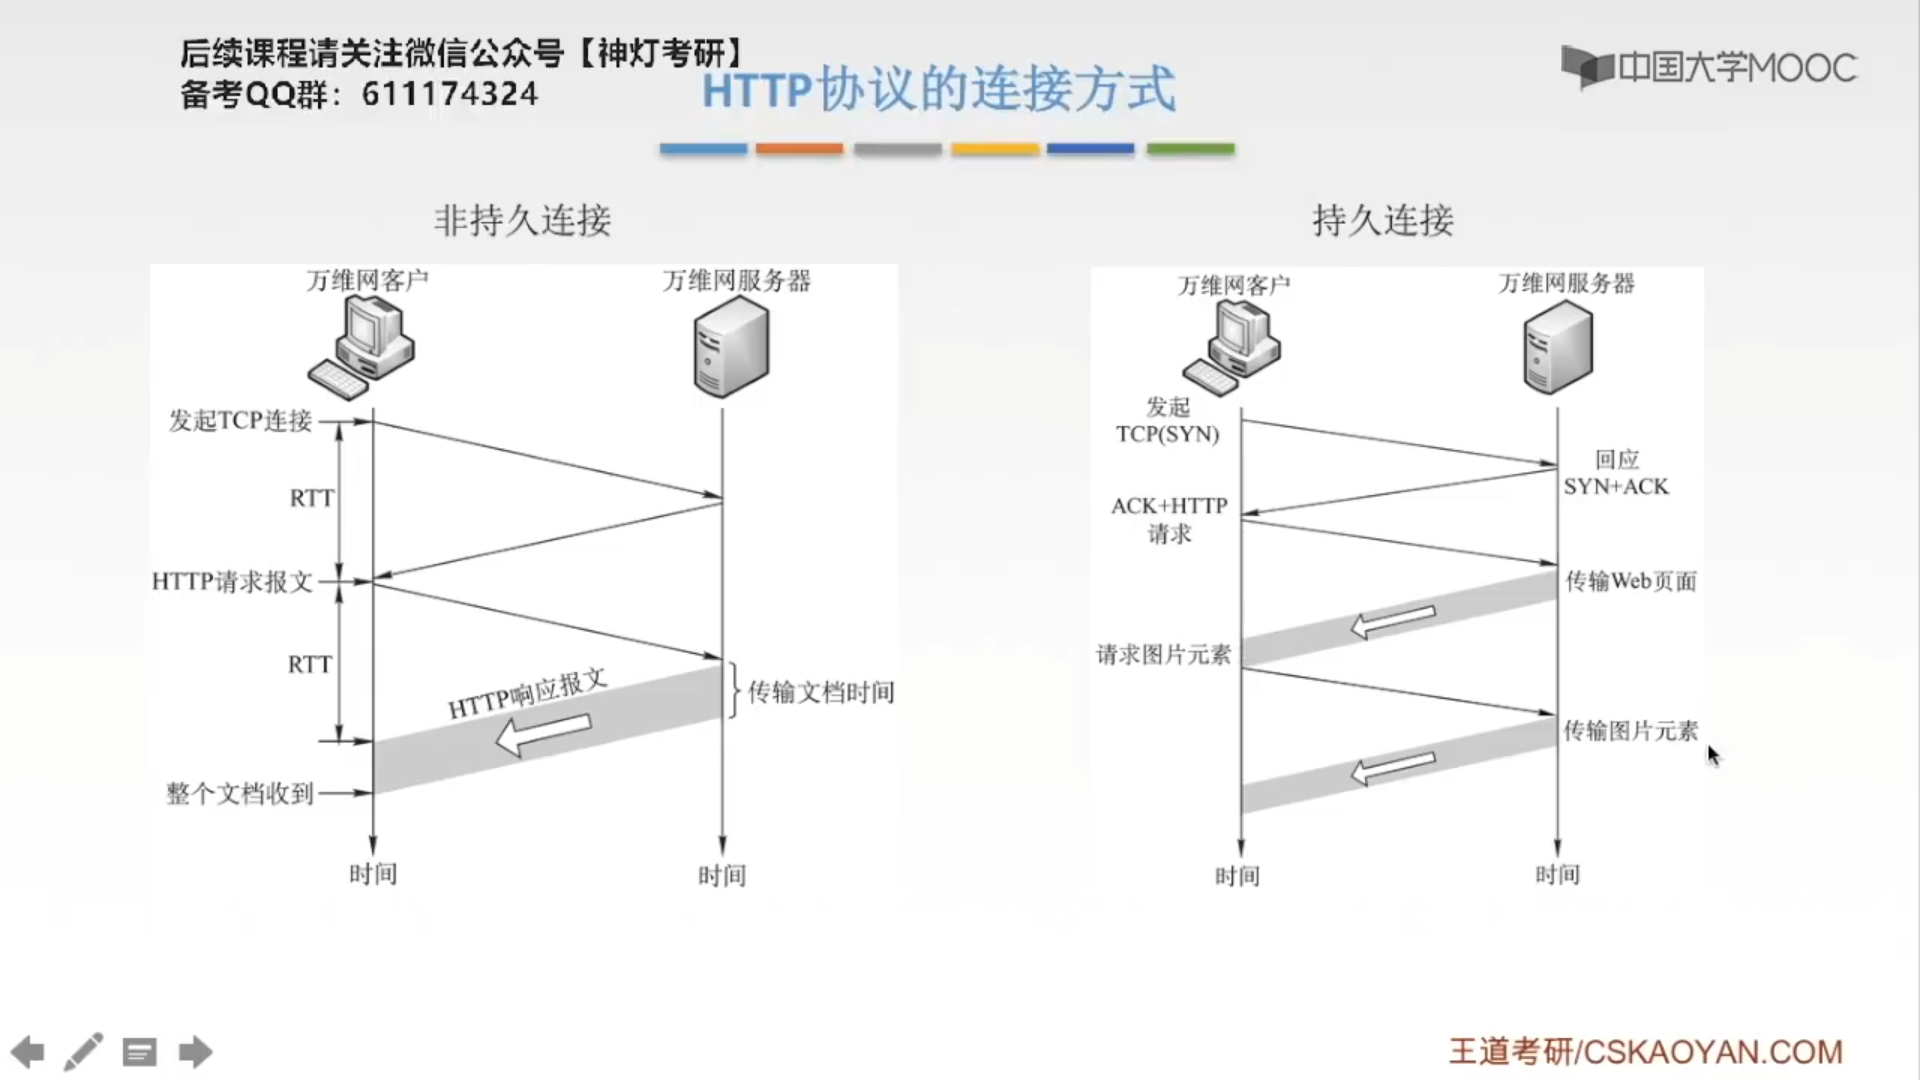 后续课程请关注微信公众号【神灯考研】
备考QQ群：611174324
HTTP协议的连接方式
中国大学MOOC
非持久连接
万维网客户
万维网服务器
发起TCP连接
RTT
HTTP请求报文
RTT
HTTP响应报文
传输文档时间
整个文档收到
时间
时间
持久连接
万维网客户
万维网服务器
发起
TCP(SYN)
回应
SYN+ACK
ACK+HTTP
请求
传输Web页面
请求图片元素
传输图片元素
时间
时间
王道考研/CSKAOYAN.COM